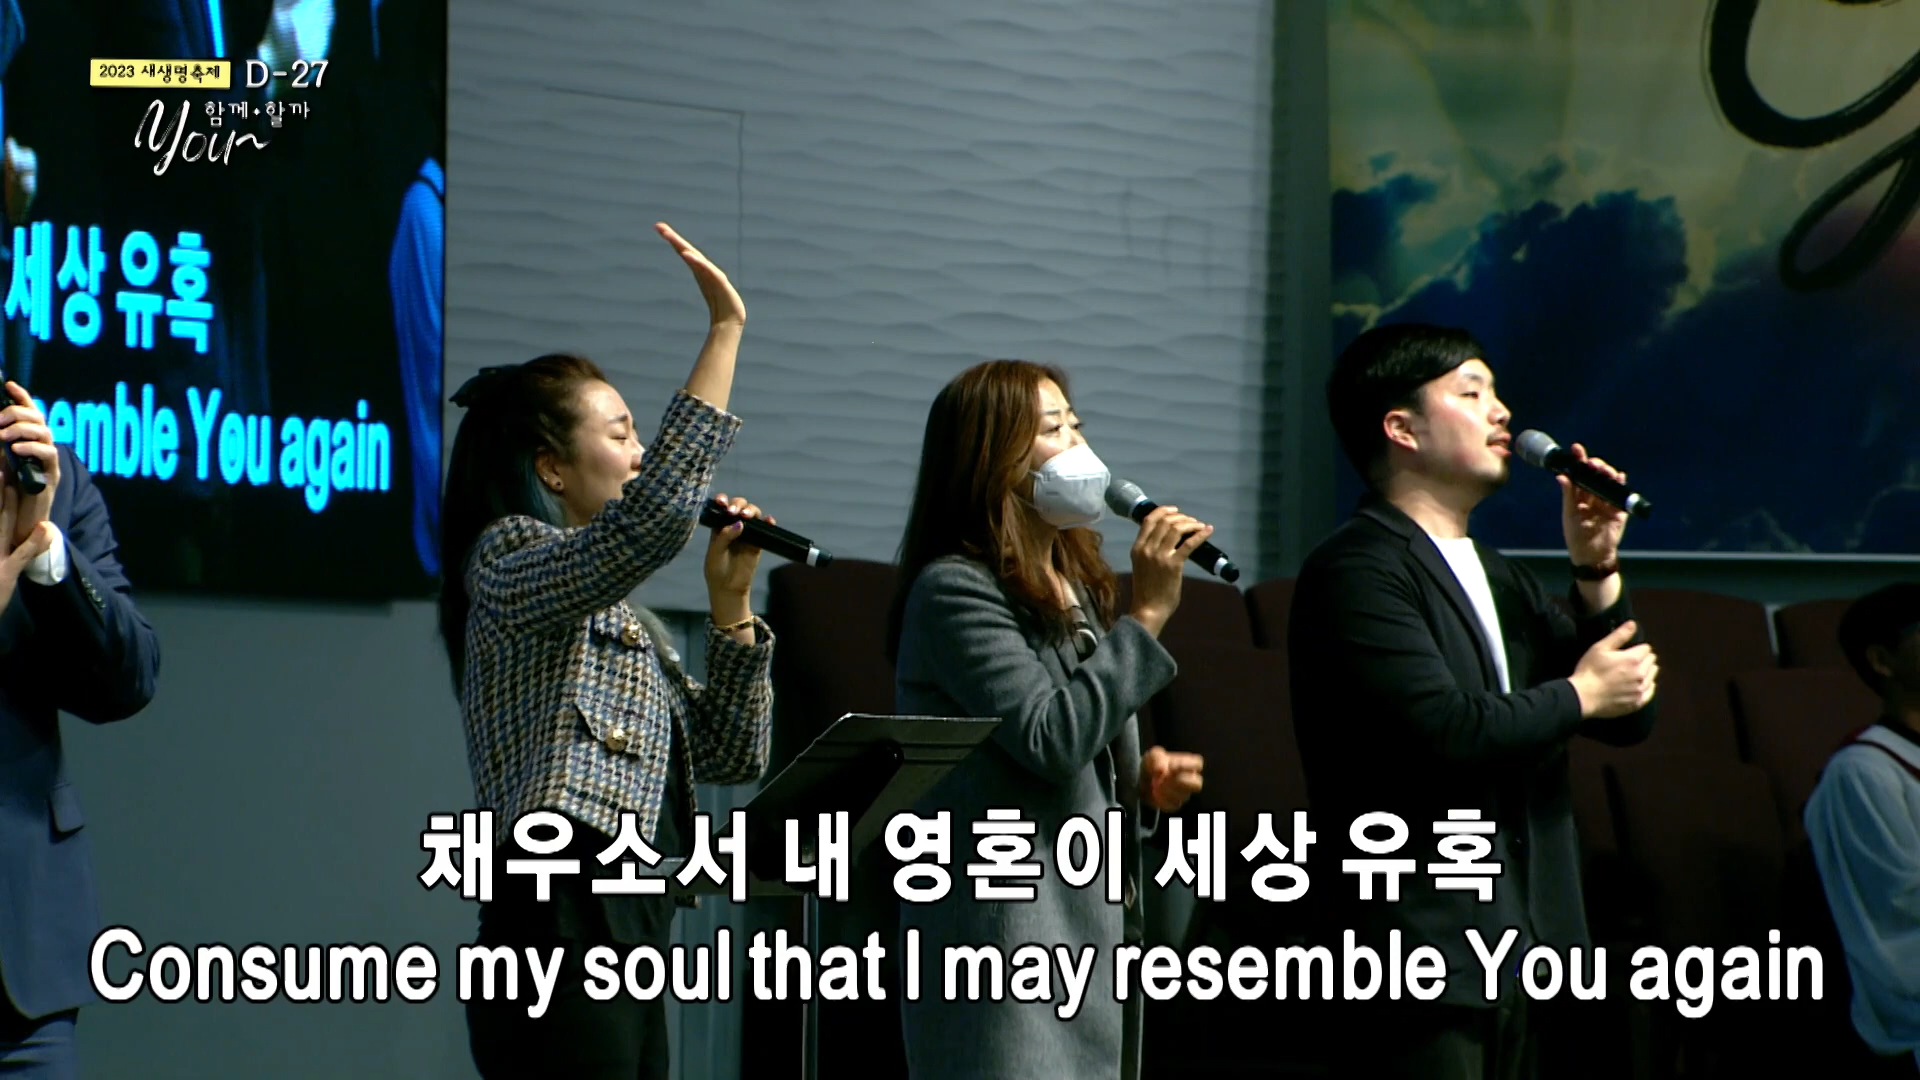 2023 새생명축제 D-27
함께•할까
You~
세상 유혹
semble You again
채우소서 내 영혼이 세상 유혹
Consume my soul that I may resemble You again